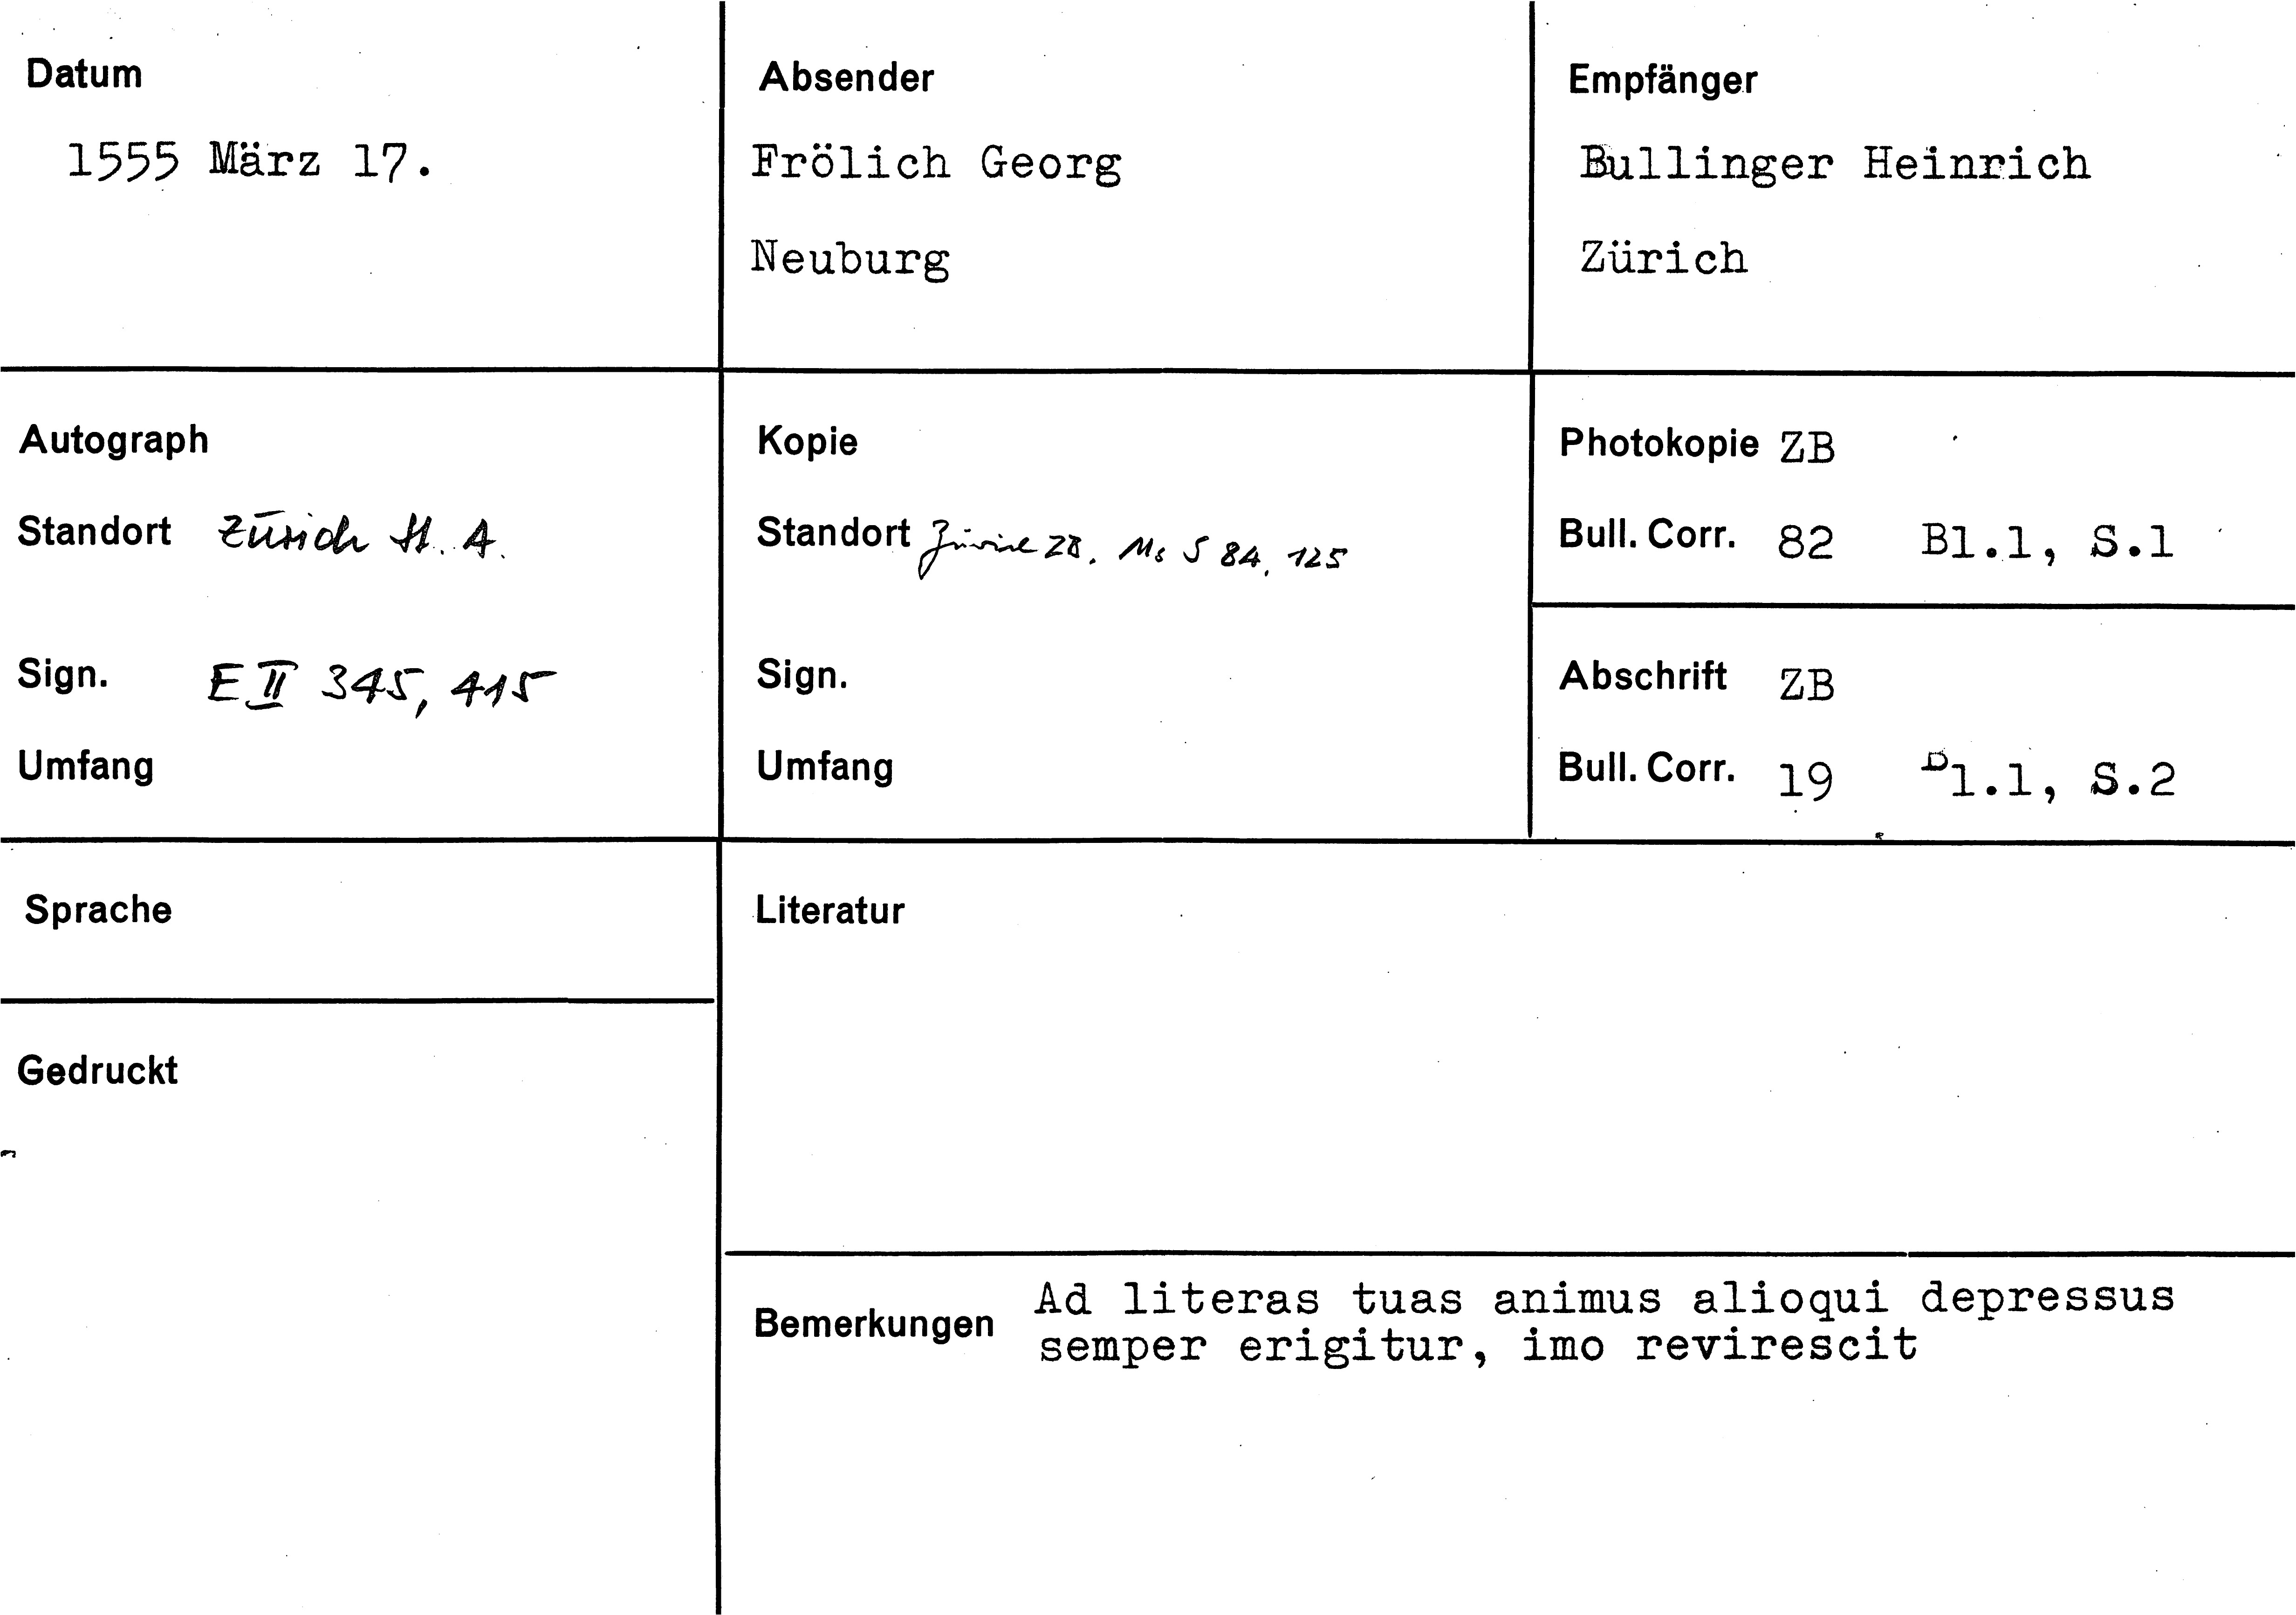 Datum
1555 März 17.
Absender
Frölich Georg
Neuburg
Empfänger
Bullinger Heinrich
Zürich
Autograph
Standort Zürich St. A.
Sign. E II 345, 415
Umfang
Kopie
Standort Zürich ZB. Ms S 84, 125
Sign.
Umfang
Photokopie ZB
Bull. Corr. 82 Bl.1, S.1
Abschrift ZB
Bull. Corr. 19 Bl.1, S.2
Sprache
Gedruckt
Literatur
Bemerkungen Ad literas tuas animus alioqui depressus
semper erigitur, imo revirescit